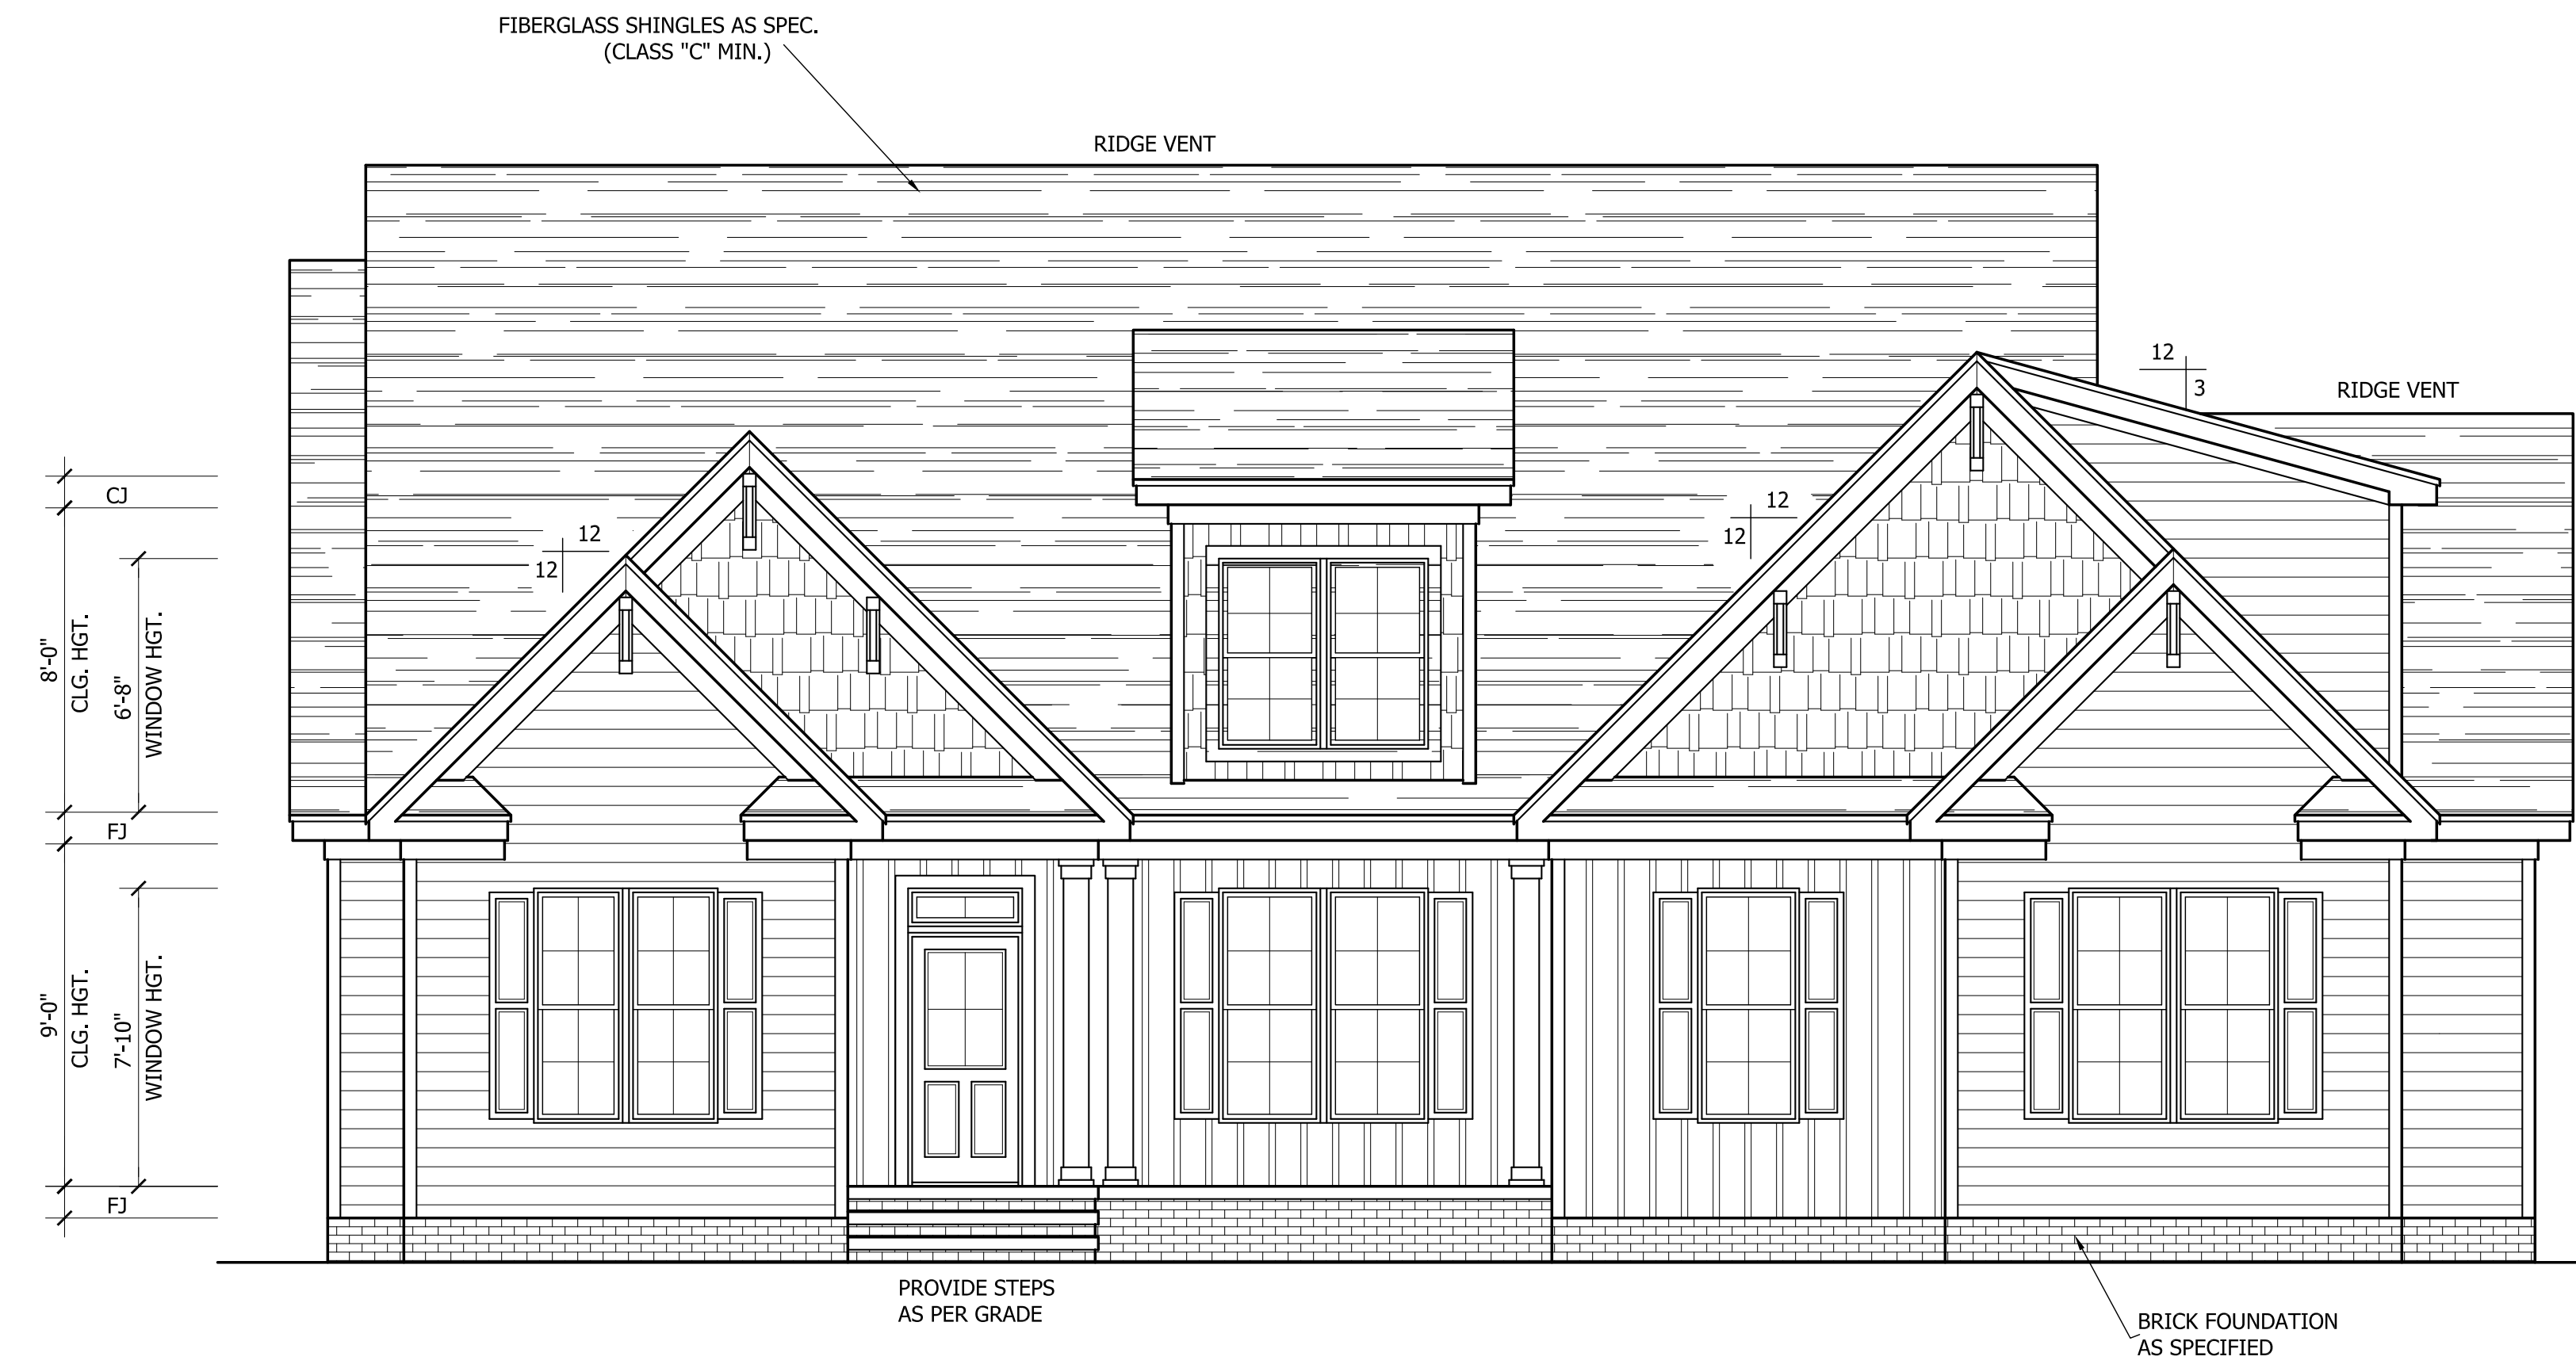 FIBERGLASS SHINGLES AS SPEC.
(CLASS "C" MIN.)
RIDGE VENT
12
3
RIDGE VENT
CJ
12
12
12
12
8'-0"
CLG. HGT.
6'-8"
WINDOW HGT.
FJ
9'-0"
CLG. HGT.
7'-10"
WINDOW HGT.
FJ
PROVIDE STEPS
AS PER GRADE
BRICK FOUNDATION
AS SPECIFIED